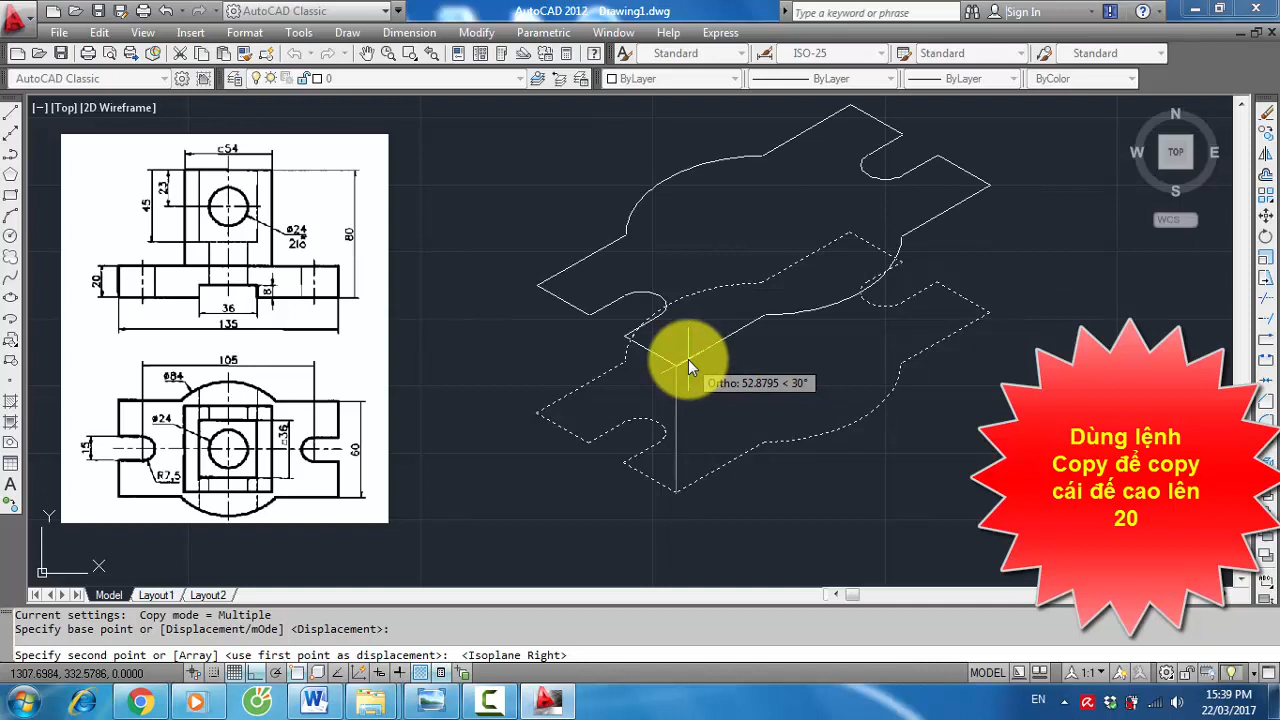 AutoCAD Classic
AutoCAD 2012 Drawing1.dwg
Type a keyword or phrase
Sign In
File Edit View Insert Format Tools Draw Dimension Modify Parametric Window Help Express
Standard
ISO-25
Standard
Standard
AutoCAD Classic
0
ByLayer
ByLayer
ByLayer
ByColor
[−] [Top] [2D Wireframe]
N
W TOP E
S
WCS
□54
23
45
ø24
80
20
8
36
135
105
ø84
ø24
□36
15
60
R7,5
Ortho: 52.8795 < 30°
Dùng lệnh
Copy để copy
cái đế cao lên
20
Y
X
Model Layout1 Layout2
Current settings: Copy mode = Multiple
Specify base point or [Displacement/mOde] <Displacement>:
Specify second point or [Array] <use first point as displacement>: <Isoplane Right>
1307.6984, 332.5786, 0.0000
MODEL
1:1
EN
15:39 PM
22/03/2017